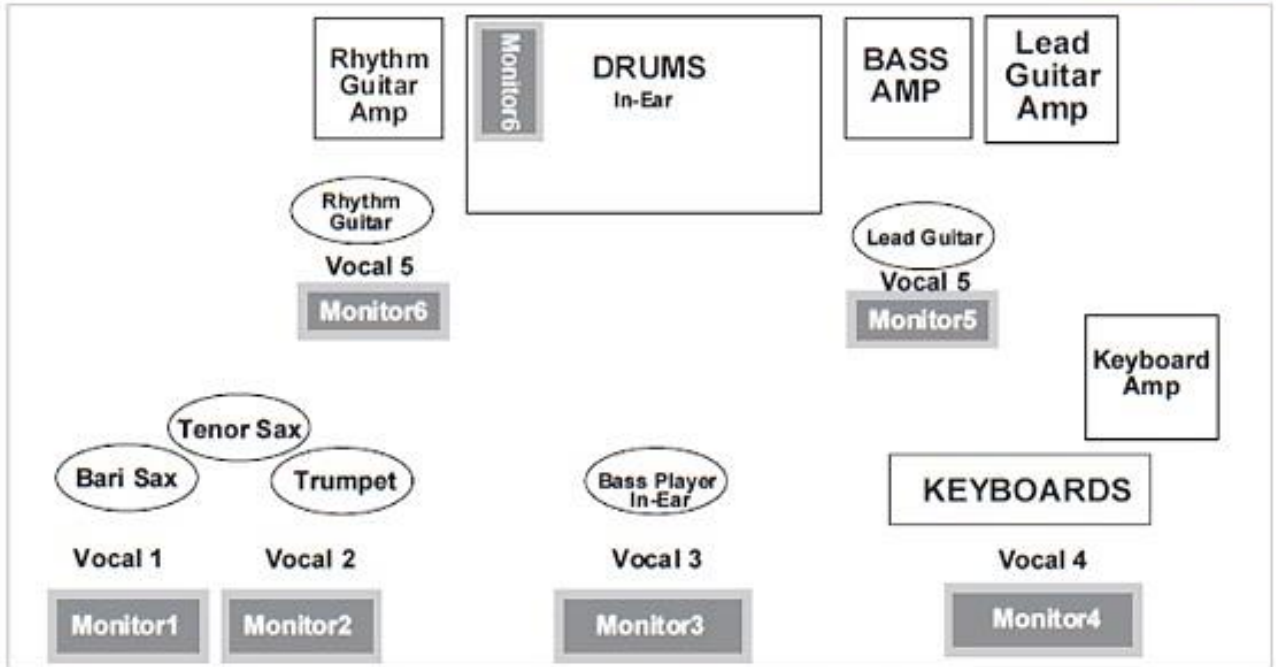 Rhythm
Guitar
Amp
Monitor6
DRUMS
In-Ear
BASS
AMP
Lead
Guitar
Amp
Rhythm
Guitar
Vocal 5
Monitor6
Lead Guitar
Vocal 5
Monitor5
Keyboard
Amp
Tenor Sax
Bari Sax
Trumpet
Bass Player
In-Ear
KEYBOARDS
Vocal 1
Vocal 2
Vocal 3
Vocal 4
Monitor1
Monitor2
Monitor3
Monitor4